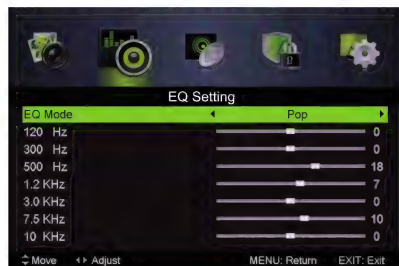 EQ Setting
EQ Mode Pop
120 Hz 0
300 Hz 0
500 Hz 18
1.2 KHz 7
3.0 KHz 0
7.5 KHz 10
10 KHz 0
Move Adjust MENU: Return EXIT: Exit